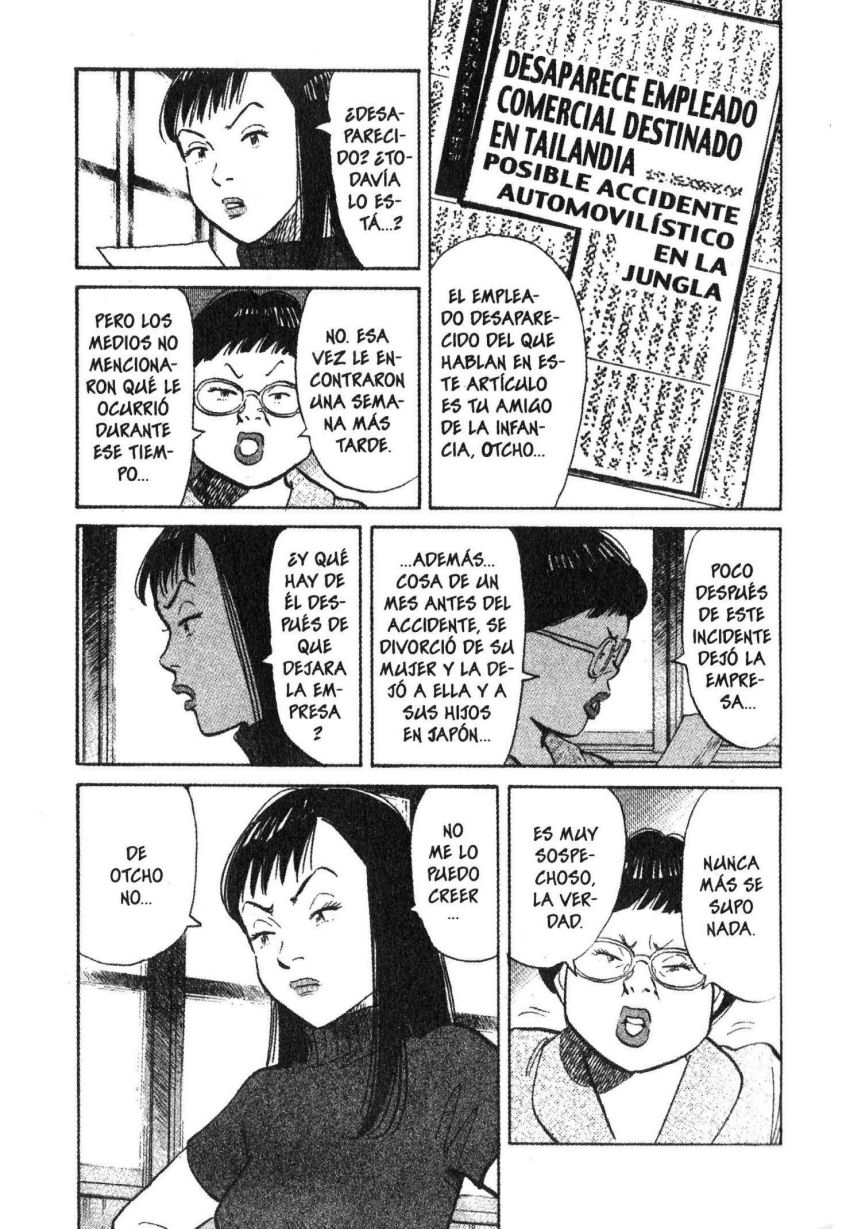 DESAPARECE EMPLEADO
COMERCIAL DESTINADO
EN TAILANDIA
POSIBLE ACCIDENTE
AUTOMOVILÍSTICO
EN LA
JUNGLA
EL EMPLEA-
DO DESAPARE-
CIDO DEL QUE
HABLAN EN ES-
TE ARTÍCULO
ES TU AMIGO
DE LA INFAN-
CIA, OTCHO...
¿DESA-
PARECI-
DO? ¿TO-
DAVÍA
LO ES-
TÁ...?
NO. ESA
VEZ LE EN-
CONTRARON
UNA SEMA-
NA MÁS
TARDE.
PERO LOS
MEDIOS NO
MENCIONA-
RON QUÉ LE
OCURRIÓ
DURANTE
ESE TIEM-
PO...
POCO
DESPUÉS
DE ESTE
INCIDENTE
DEJÓ LA
EMPRE-
SA...
...ADEMÁS...
COSA DE UN
MES ANTES DEL
ACCIDENTE, SE
DIVORCIÓ DE SU
MUJER Y LA DE-
JÓ A ELLA Y A
SUS HIJOS
EN JAPÓN...
¿Y QUÉ
HAY DE
ÉL DES-
PUÉS DE
QUE
DEJARA
LA EM-
PRESA
?
NUNCA
MÁS SE
SUPO
NADA.
ES MUY
SOSPE-
CHOSO,
LA VER-
DAD.
NO
ME LO
PUEDO
CREER
...
DE
OTCHO
NO...